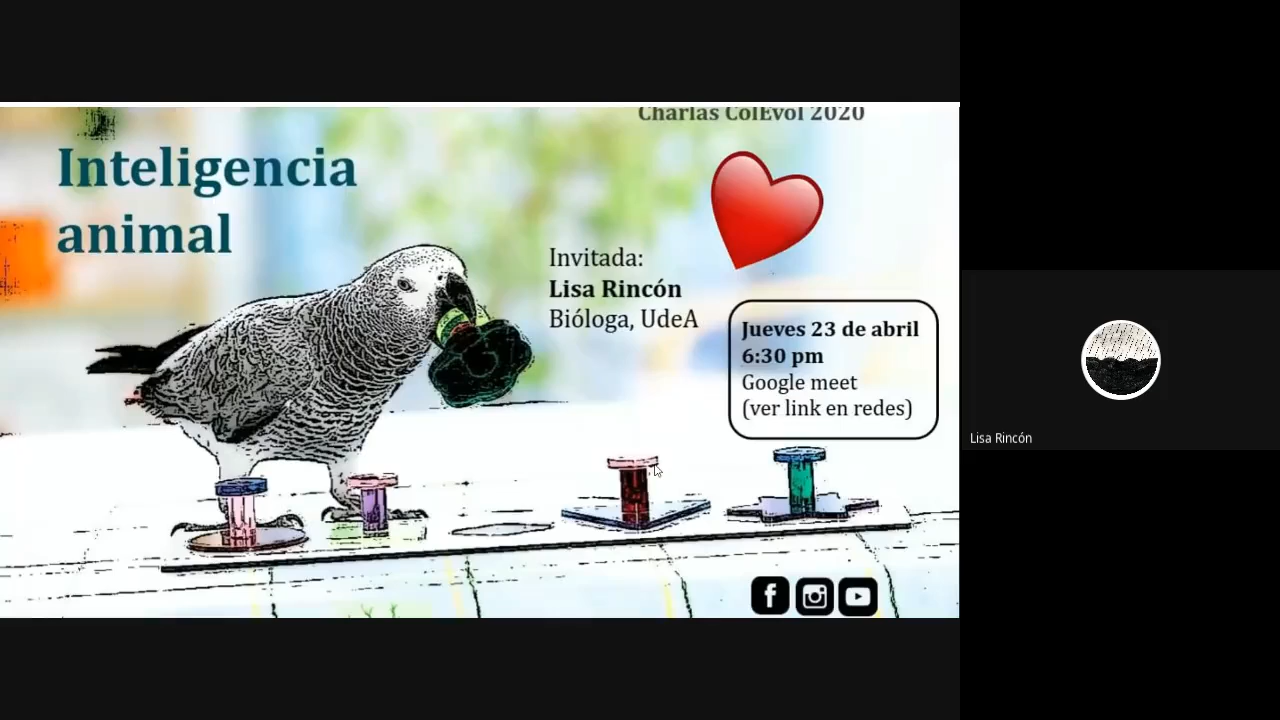 Charlas ColEvol 2020
Inteligencia
animal
Invitada:
Lisa Rincón
Bióloga, UdeA
Jueves 23 de abril
6:30 pm
Google meet
(ver link en redes)
Lisa Rincón